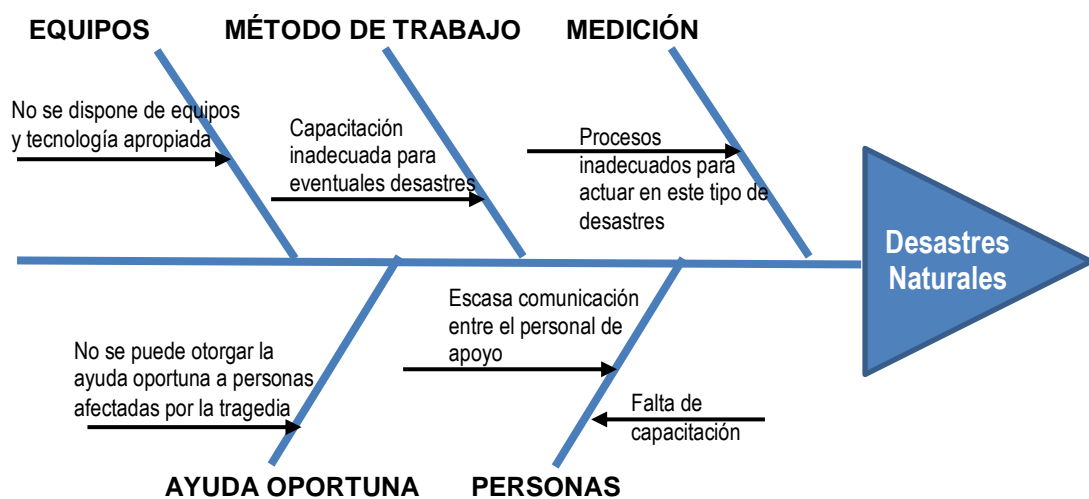 EQUIPOS
MÉTODO DE TRABAJO
MEDICIÓN
No se dispone de equipos
y tecnología apropiada
Capacitación
inadecuada para
eventuales desastres
Procesos
inadecuados para
actuar en este tipo de
desastres
Desastres
Naturales
No se puede otorgar la
ayuda oportuna a personas
afectadas por la tragedia
Escasa comunicación
entre el personal de
apoyo
Falta de
capacitación
AYUDA OPORTUNA
PERSONAS